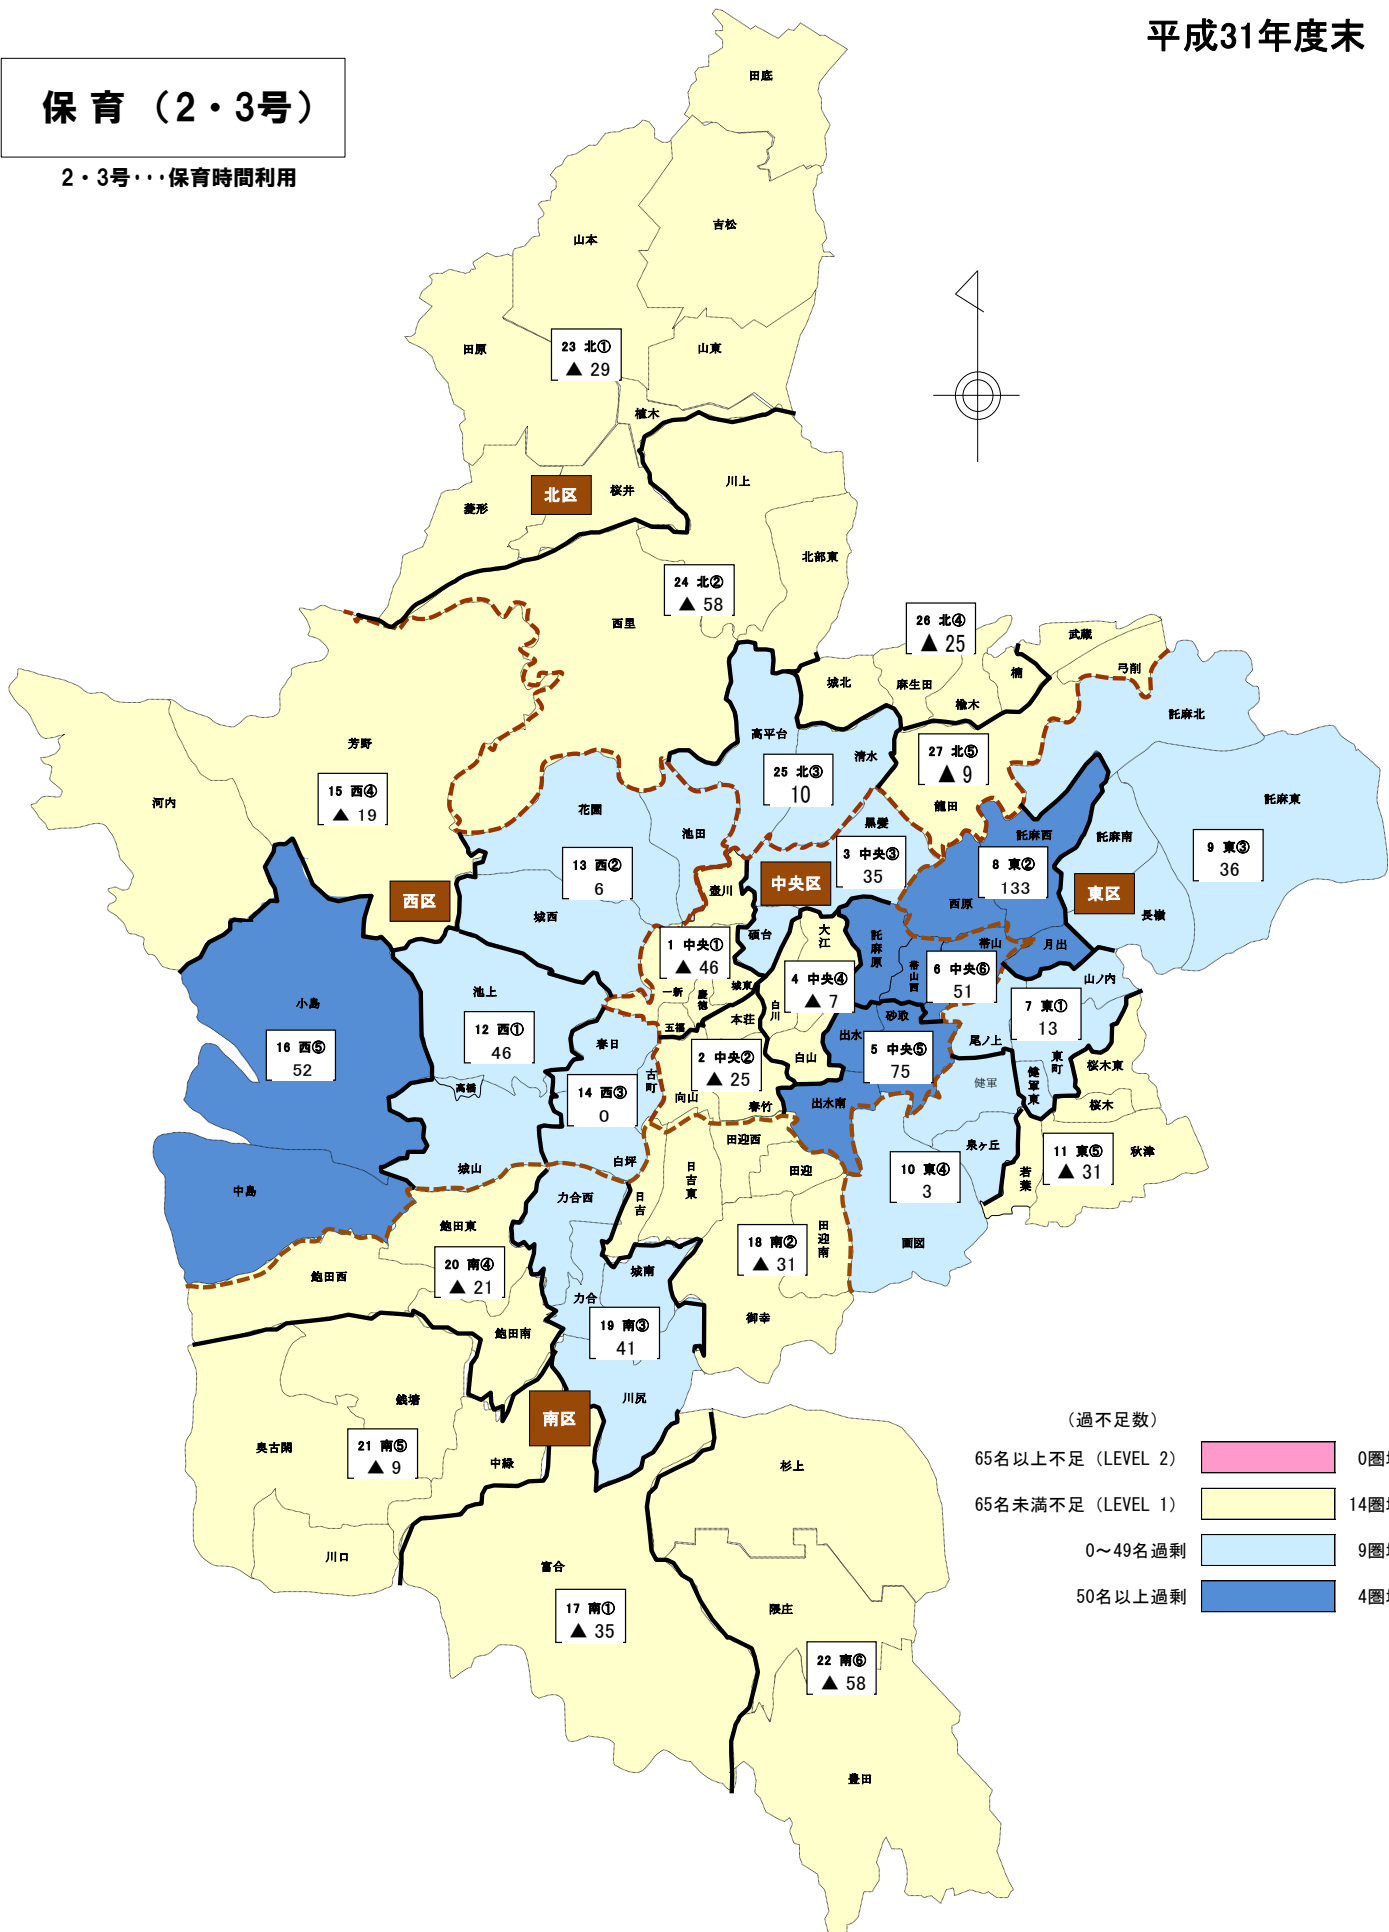 平成31年度末
保育（2・3号）
2・3号･･･保育時間利用
田底
吉松
山本
田原
23 北①
▲ 29
山東
植木
川上
北区
桜井
菱形
北部東
24 北②
▲ 58
西里
26 北④
▲ 25
武蔵
弓削
楠
城北
麻生田
楡木
託麻北
高平台
清水
芳野
27 北⑤
▲ 9
25 北③
10
15 西④
▲ 19
河内
龍田
託麻東
花園
池田
黒髪
託麻西
託麻南
3 中央③
35
8 東②
133
9 東③
36
13 西②
6
中央区
壺川
西区
東区
西原
長嶺
城西
碩台
大江
託麻原
帯山
月出
1 中央①
▲ 46
4 中央④
▲ 7
帯山西
6 中央⑥
51
山ノ内
城東
池上
一新
慶徳
白川
小島
7 東①
13
本荘
砂取
12 西①
46
五福
出水
尾ノ上
16 西⑤
52
春日
2 中央②
▲ 25
白山
5 中央⑤
75
東町
桜木東
古町
健軍
健軍東
高橋
14 西③
0
向山
春竹
出水南
桜木
田迎西
泉ヶ丘
11 東⑤
▲ 31
秋津
白坪
城山
日吉東
田迎
10 東④
3
若葉
中島
力合西
日吉
飽田東
田迎南
画図
18 南②
▲ 31
20 南④
▲ 21
城南
飽田西
力合
御幸
飽田南
19 南③
41
銭塘
川尻
南区
奥古閑
21 南⑤
▲ 9
中緑
杉上
川口
富合
17 南①
▲ 35
隈庄
22 南⑥
▲ 58
豊田
（過不足数）
65名以上不足（LEVEL 2） 0圏
65名未満不足（LEVEL 1） 14圏
0～49名過剰 9圏
50名以上過剰 4圏